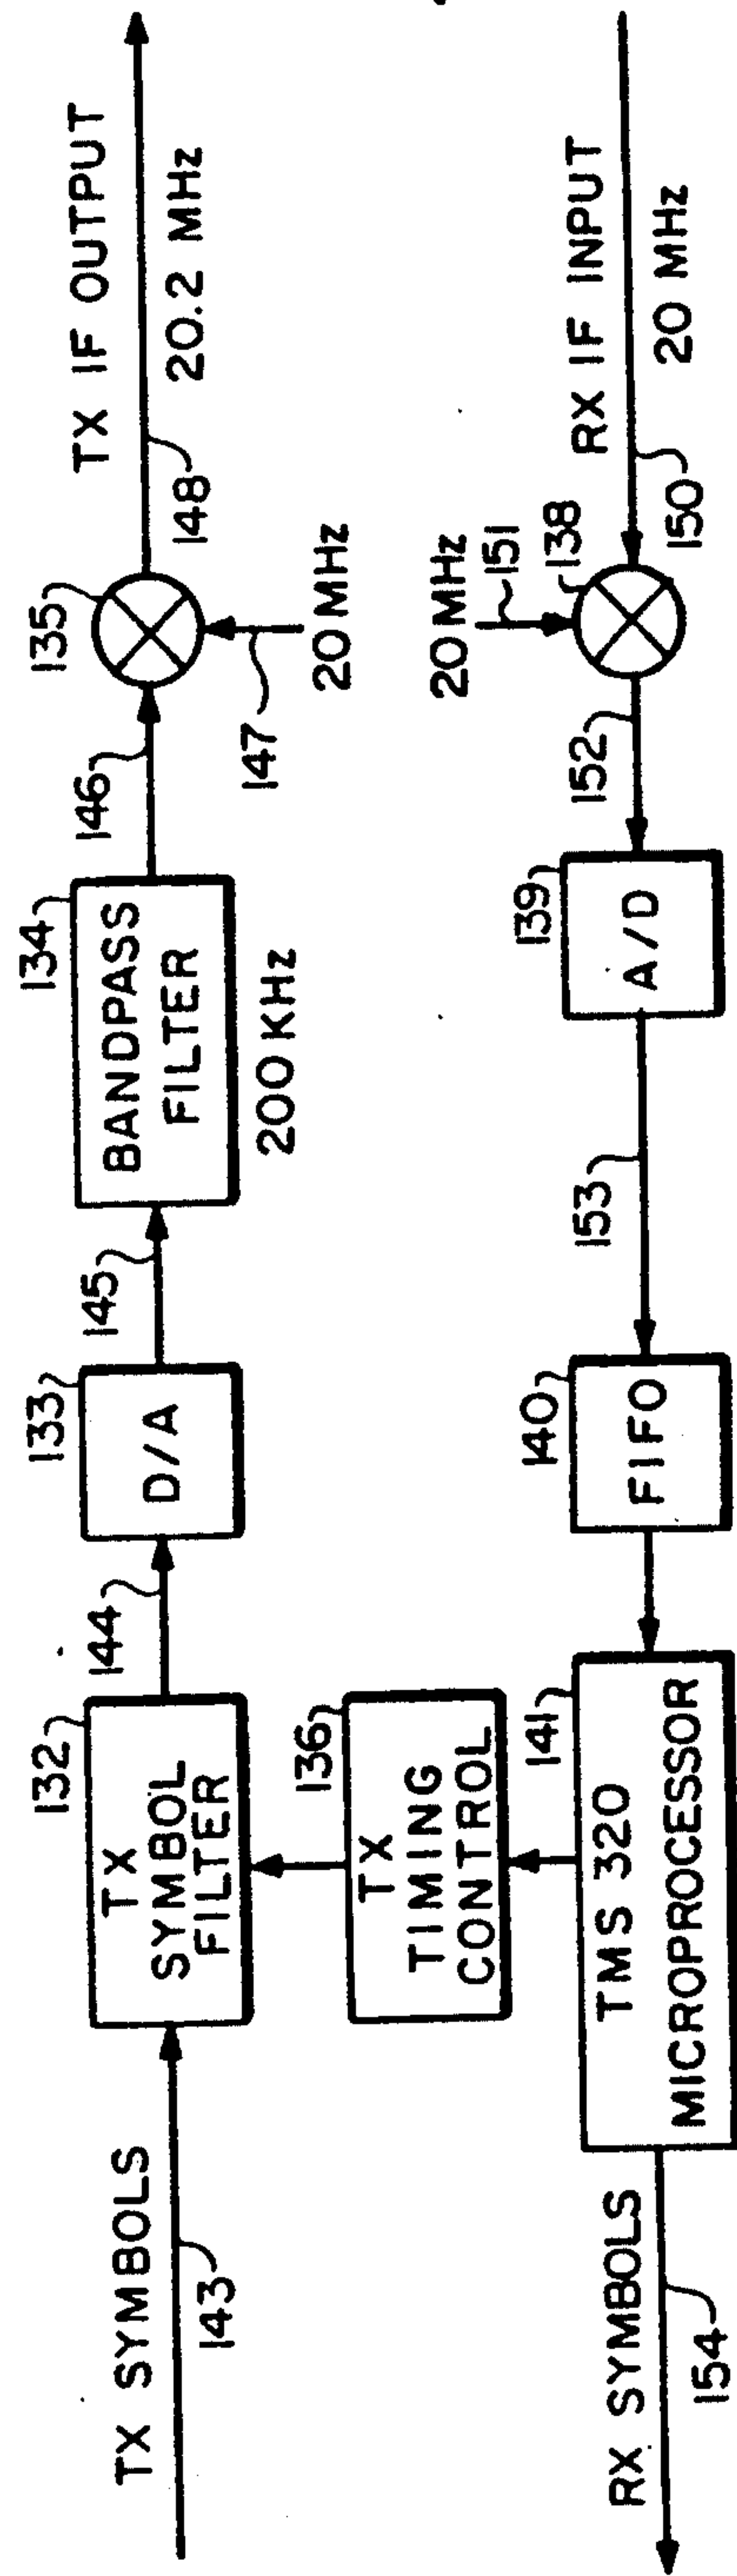 TX SYMBOLS
143
TX
SYMBOL
FILTER
132
144
D/A
133
145
BANDPASS
FILTER
134
200 KHz
146
135
147
20 MHz
148
TX IF OUTPUT
20.2 MHz
TX
TIMING
CONTROL
136
RX SYMBOLS
154
TMS 320
MICROPROCESSOR
141
FIFO
140
153
A/D
139
152
20 MHz
151
138
150
RX IF INPUT
20 MHz